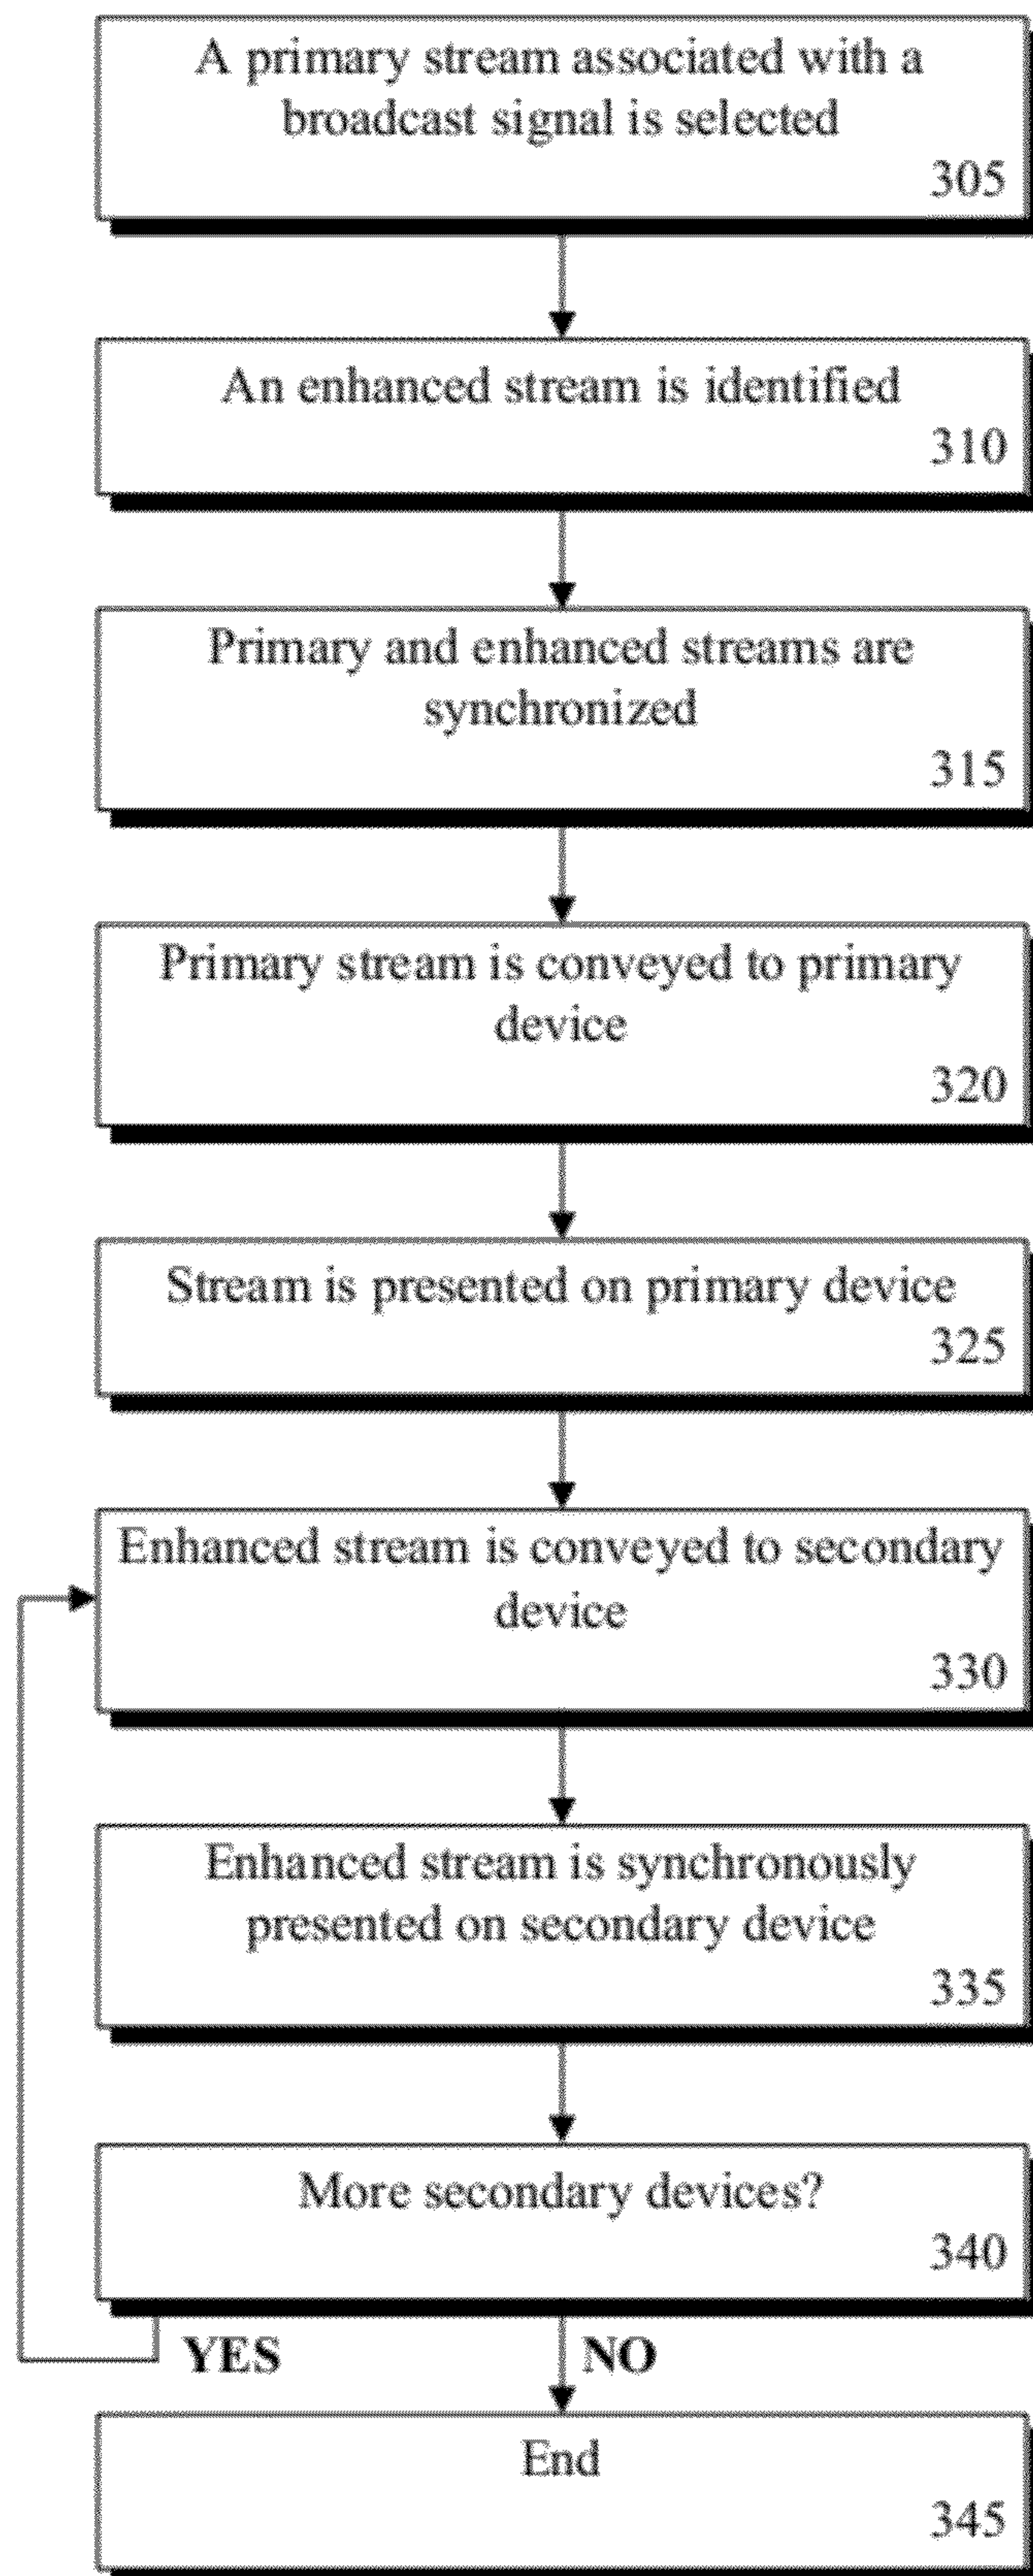 A primary stream associated with a
broadcast signal is selected
305
An enhanced stream is identified
310
Primary and enhanced streams are
synchronized
315
Primary stream is conveyed to primary
device
320
Stream is presented on primary device
325
Enhanced stream is conveyed to secondary
device
330
Enhanced stream is synchronously
presented on secondary device
335
More secondary devices?
340
YES
NO
End
345